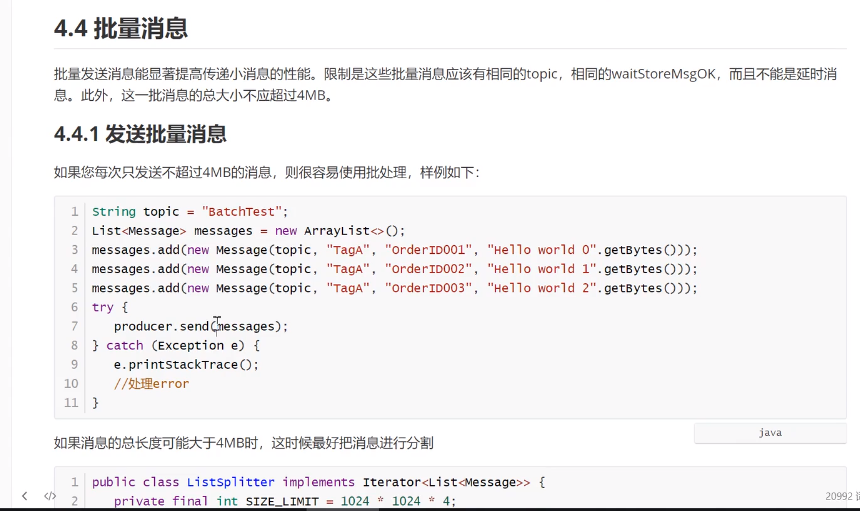 4.4 批量消息
批量发送消息能显著提高传递小消息的性能。限制是这些批量消息应该有相同的topic，相同的waitStoreMsgOK，而且不能是延时消
息。此外，这一批消息的总大小不应超过4MB。
4.4.1 发送批量消息
如果您每次只发送不超过4MB的消息，则很容易使用批处理，样例如下：
1 String topic = "BatchTest";
2 List<Message> messages = new ArrayList<>();
3 messages.add(new Message(topic, "TagA", "OrderID001", "Hello world 0".getBytes()));
4 messages.add(new Message(topic, "TagA", "OrderID002", "Hello world 1".getBytes()));
5 messages.add(new Message(topic, "TagA", "OrderID003", "Hello world 2".getBytes()));
6 try {
7 producer.send(messages);
8 } catch (Exception e) {
9 e.printStackTrace();
10 //处理error
11 }
java
如果消息的总长度可能大于4MB时，这时候最好把消息进行分割
1 public class ListSplitter implements Iterator<List<Message>> {
2 private final int SIZE_LIMIT = 1024 * 1024 * 4;
20992